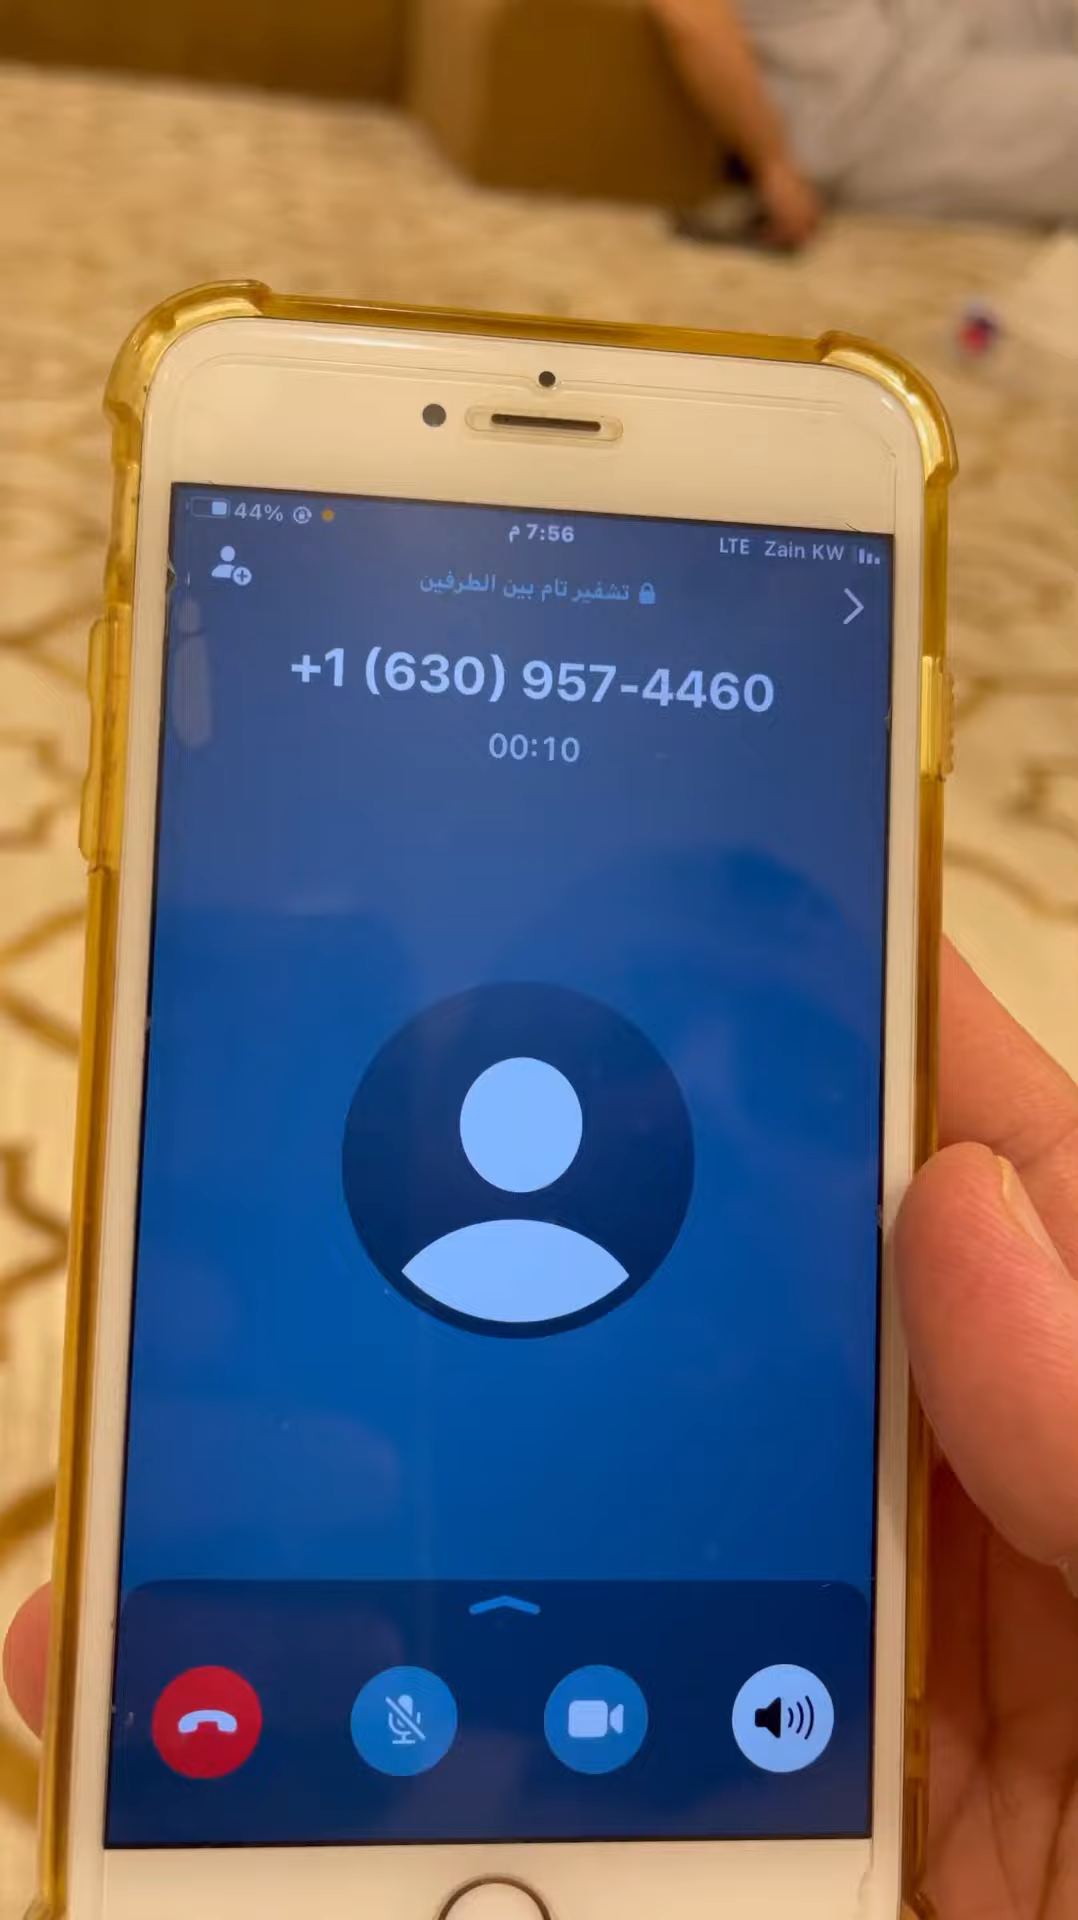 44%
7:56 م
LTE Zain KW
تشفير تام بين الطرفين
+1 (630) 957-4460
00:10